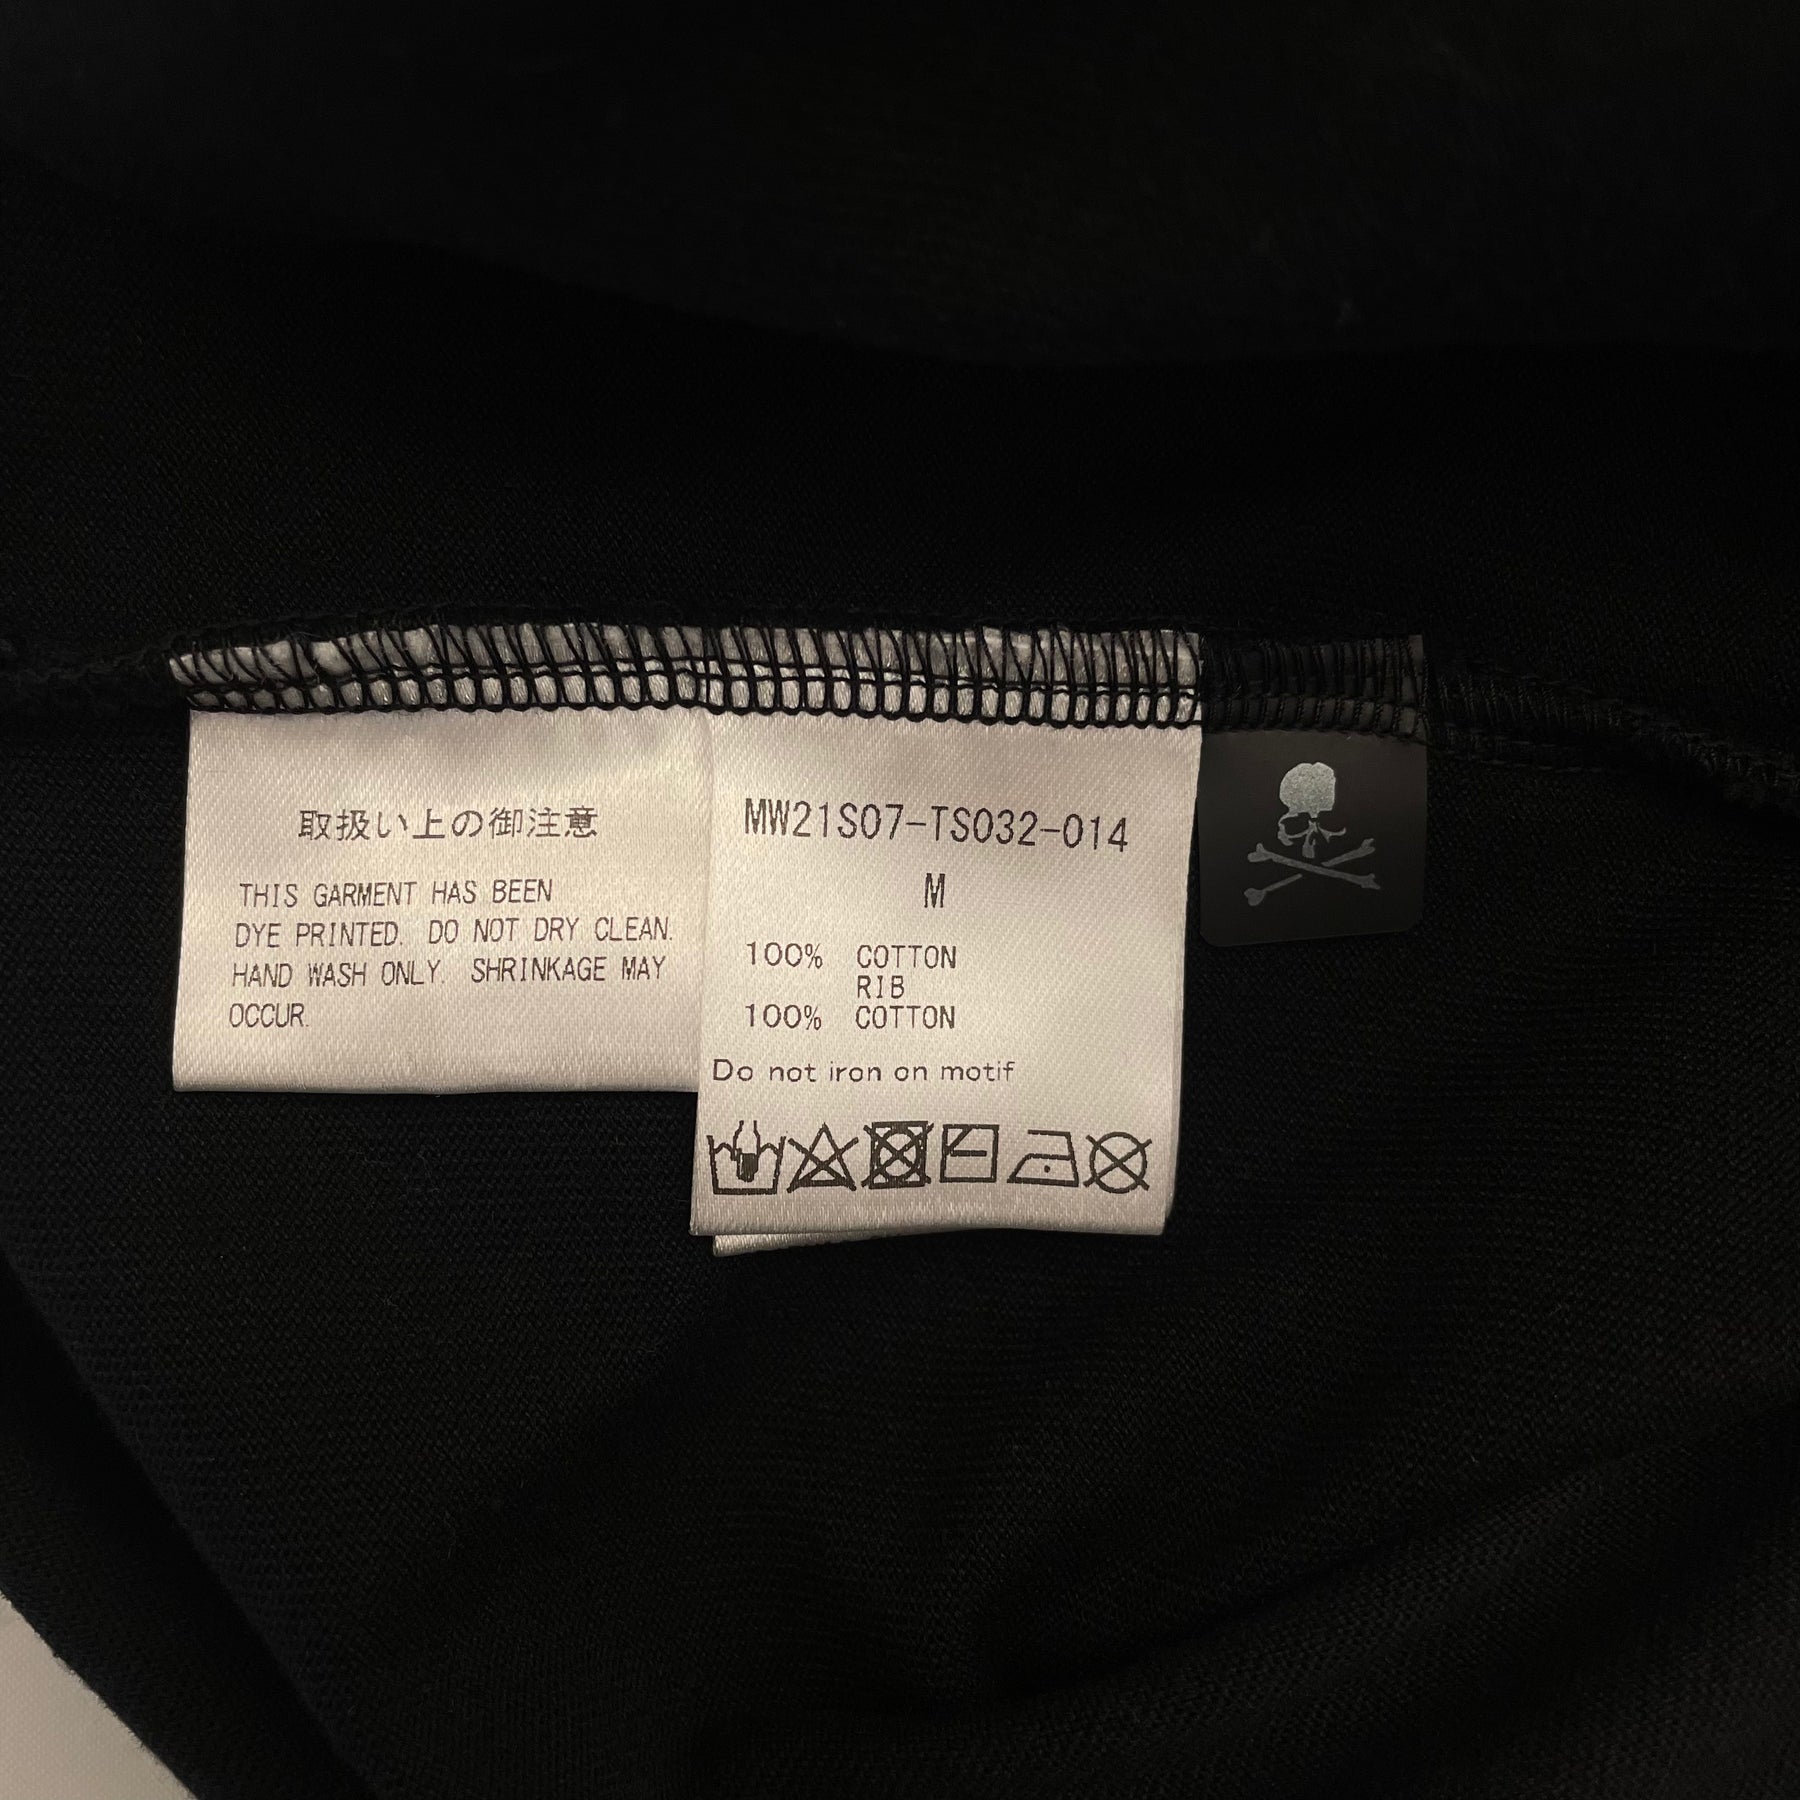 取扱い上の御注意
THIS GARMENT HAS BEEN
DYE PRINTED. DO NOT DRY CLEAN.
HAND WASH ONLY. SHRINKAGE MAY
OCCUR.
MW21S07-TS032-014
M
100% COTTON
RIB
100% COTTON
Do not iron on motif